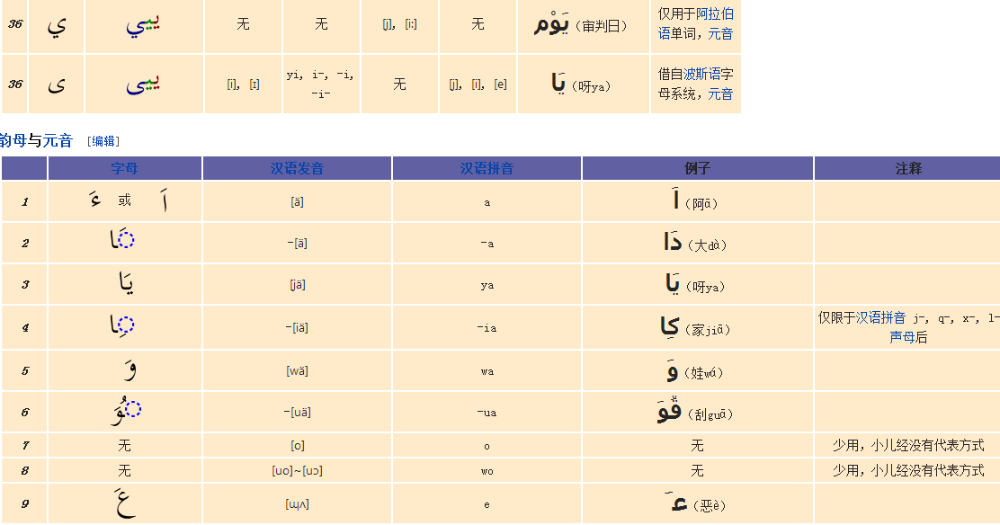 36 ي ييي 无 无 [j], [iː] 无 يَوْم (审判日) 仅用于阿拉伯语单词，元音
36 ى ییی [i], [ɪ] yi, i-, -i, -i- 无 [j], [i], [e] يَا (呀ya) 借自波斯语字母系统，元音
韵母与元音 [编辑]
字母 汉语发音 汉语拼音 例子 注释
1 ءَ 或 اَ [ä] a اَ (阿ā)
2 ◌َا -[ä] -a دَا (大dà)
3 يَا [jä] ya يَا (呀ya)
4 ◌ِا -[iä] -ia كِا (家jiā) 仅限于汉语拼音 j-, q-, x-, l-声母后
5 وَ [wä] wa وَ (娃wá)
6 ◌ُوَ -[uä] -ua قُوَ (刮guā)
7 无 [o] o 无 少用，小儿经没有代表方式
8 无 [uo]~[uɔ] wo 无 少用，小儿经没有代表方式
9 عَ [ɰʌ] e عَـ (恶è)